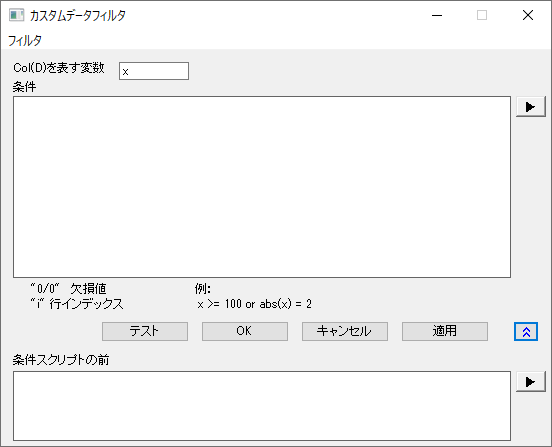 カスタムデータフィルタ
フィルタ
Col(D)を表す変数 x
条件
"0/0" 欠損値 例:
"i" 行インデックス x >= 100 or abs(x) = 2
テスト OK キャンセル 適用
条件スクリプトの前